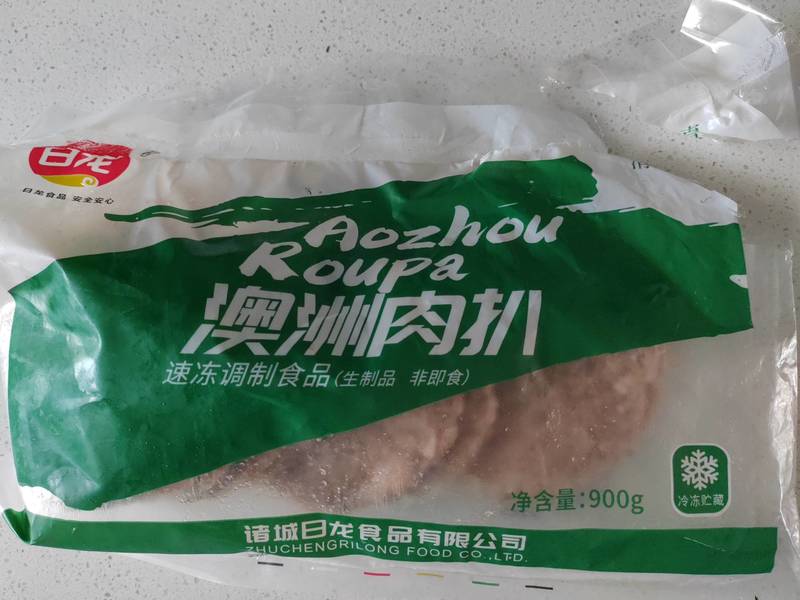 日龙
日龙食品 安全安心
Aozhou
Roupa
澳洲肉扒
速冻调制食品(生制品 非即食)
净含量:900g
冷冻贮藏
诸城日龙食品有限公司
ZHUCHENGRILONG FOOD CO.,LTD.